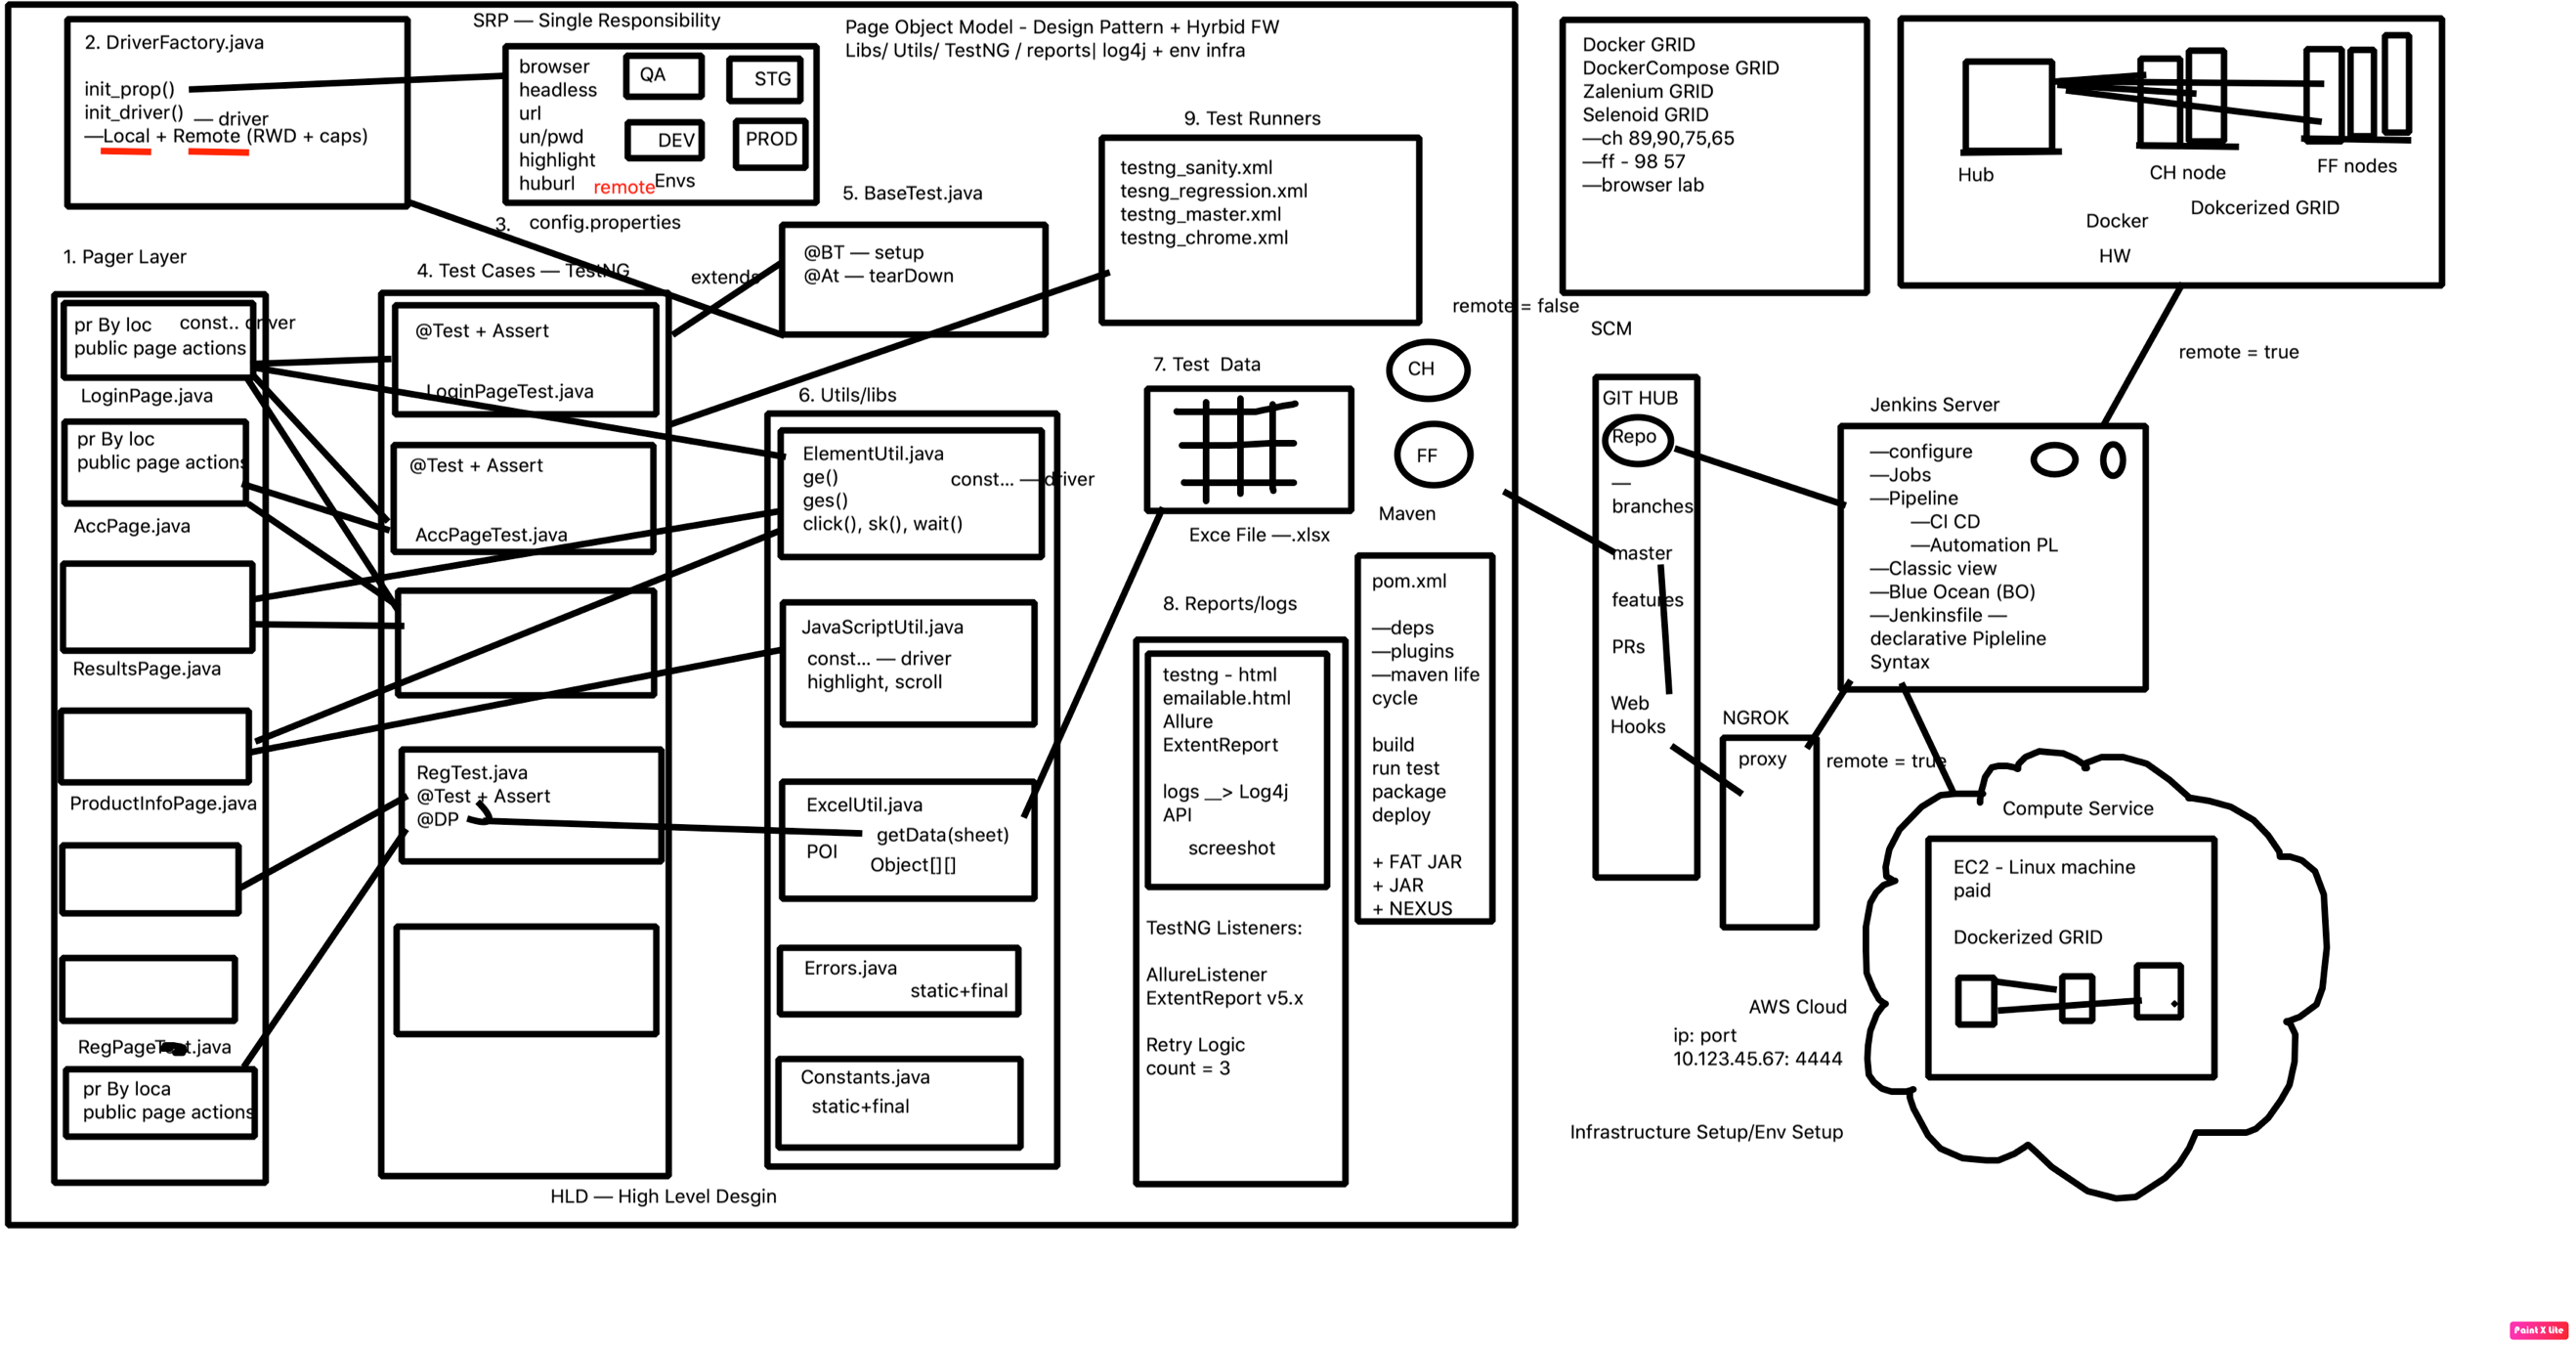 SRP — Single Responsibility
Page Object Model - Design Pattern + Hyrbid FW
Libs/ Utils/ TestNG / reports| log4j + env infra
2. DriverFactory.java
init_prop()
init_driver()
— driver
—Local + Remote (RWD + caps)
browser
headless
url
un/pwd
highlight
huburl
remote
QA
STG
DEV
PROD
Envs
3.
config.properties
5. BaseTest.java
@BT — setup
@At — tearDown
extends
9. Test Runners
testng_sanity.xml
tesng_regression.xml
testng_master.xml
testng_chrome.xml
1. Pager Layer
pr By loc
const.. driver
public page actions
LoginPage.java
pr By loc
public page actions
AccPage.java
ResultsPage.java
ProductInfoPage.java
RegPageT
t.java
pr By loca
public page actions
4. Test Cases — TestNG
@Test + Assert
LoginPageTest.java
@Test + Assert
AccPageTest.java
RegTest.java
@Test + Assert
@DP
6. Utils/libs
ElementUtil.java
ge()
const... — driver
ges()
click(), sk(), wait()
JavaScriptUtil.java
const... — driver
highlight, scroll
ExcelUtil.java
getData(sheet)
POI
Object[][]
Errors.java
static+final
Constants.java
static+final
HLD — High Level Desgin
7. Test  Data
Exce File —.xlsx
8. Reports/logs
testng - html
emailable.html
Allure
ExtentReport
logs __> Log4j
API
screeshot
TestNG Listeners:
AllureListener
ExtentReport v5.x
Retry Logic
count = 3
remote = false
CH
FF
Maven
pom.xml
—deps
—plugins
—maven life
cycle
build
run test
package
deploy
+ FAT JAR
+ JAR
+ NEXUS
Docker GRID
DockerCompose GRID
Zalenium GRID
Selenoid GRID
—ch 89,90,75,65
—ff - 98 57
—browser lab
Hub
CH node
FF nodes
Dokcerized GRID
Docker
HW
SCM
GIT HUB
Repo
—
branches
master
features
PRs
Web
Hooks
remote = true
Jenkins Server
—configure
—Jobs
—Pipeline
—CI CD
—Automation PL
—Classic view
—Blue Ocean (BO)
—Jenkinsfile —
declarative Pipleline
Syntax
NGROK
proxy
remote = true
Compute Service
EC2 - Linux machine
paid
Dockerized GRID
AWS Cloud
ip: port
10.123.45.67: 4444
Infrastructure Setup/Env Setup
Paint X Lite